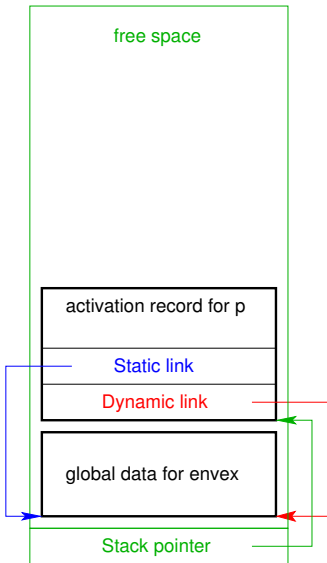 free space
activation record for p
Static link
Dynamic link
global data for envex
Stack pointer